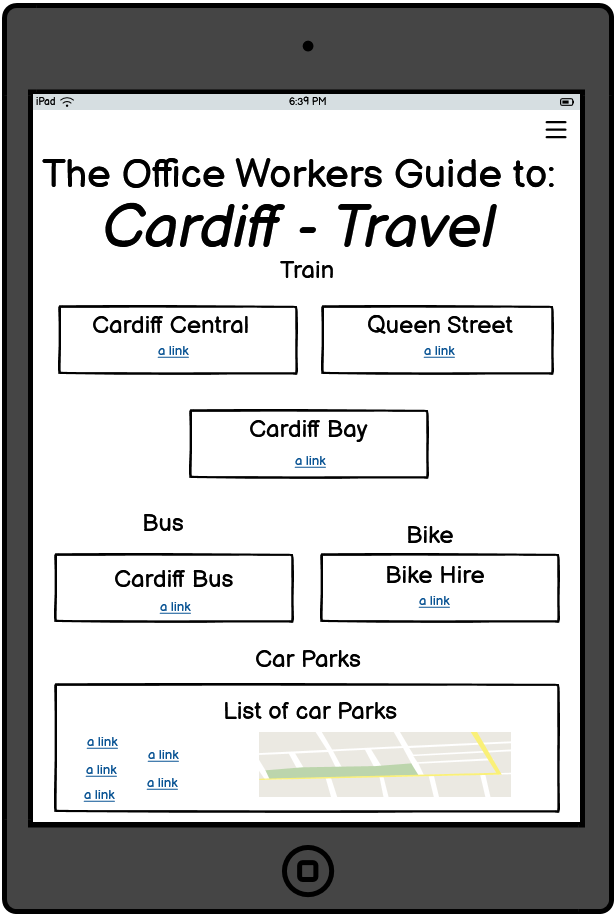 iPad 6:39 PM
The Office Workers Guide to:
Cardiff - Travel
Train
Cardiff Central
a link
Queen Street
a link
Cardiff Bay
a link
Bus
Bike
Cardiff Bus
a link
Bike Hire
a link
Car Parks
List of car Parks
a link
a link
a link
a link
a link